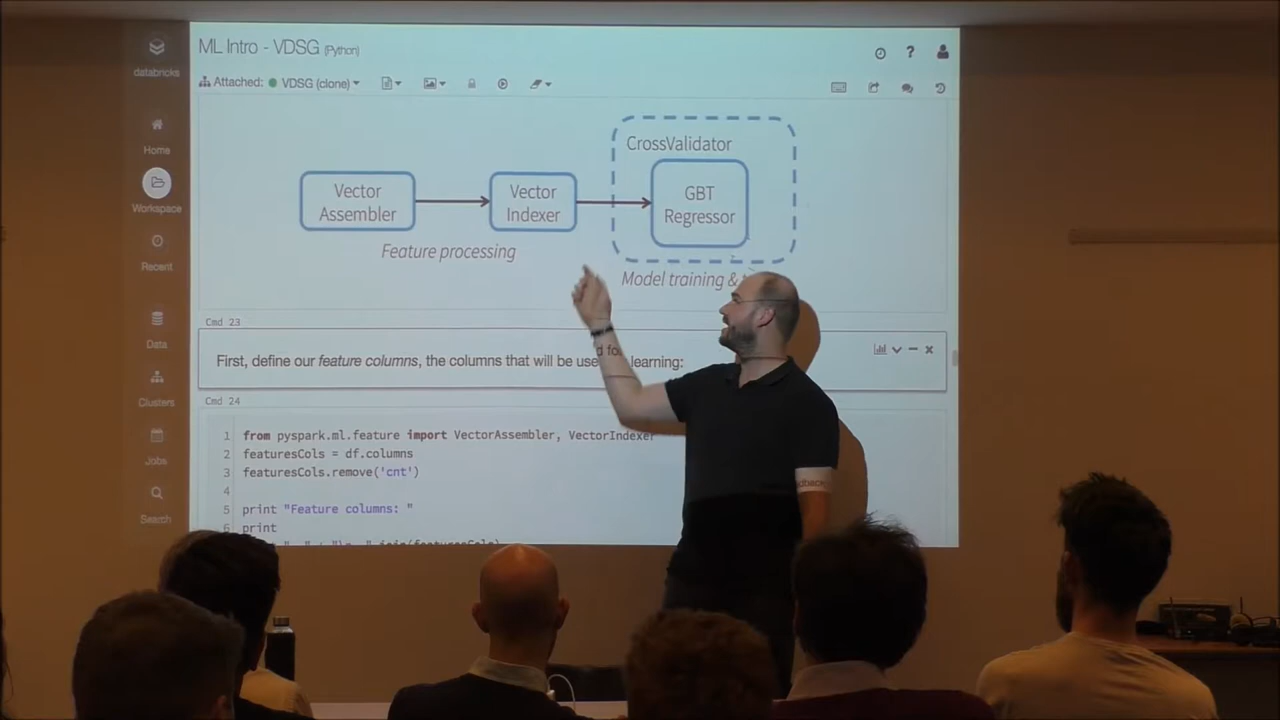 ML Intro - VDSG (Python)
databricks
Attached: VDSG (clone)
Home
Workspace
Recent
Data
Clusters
Jobs
Search
CrossValidator
Vector
Assembler
Vector
Indexer
GBT
Regressor
Feature processing
Model training &
Cmd 23
First, define our feature columns, the columns that will be used for learning:
Cmd 24
1 from pyspark.ml.feature import VectorAssembler, VectorIndexer
2 featuresCols = df.columns
3 featuresCols.remove('cnt')
4
5 print "Feature columns: "
6 print